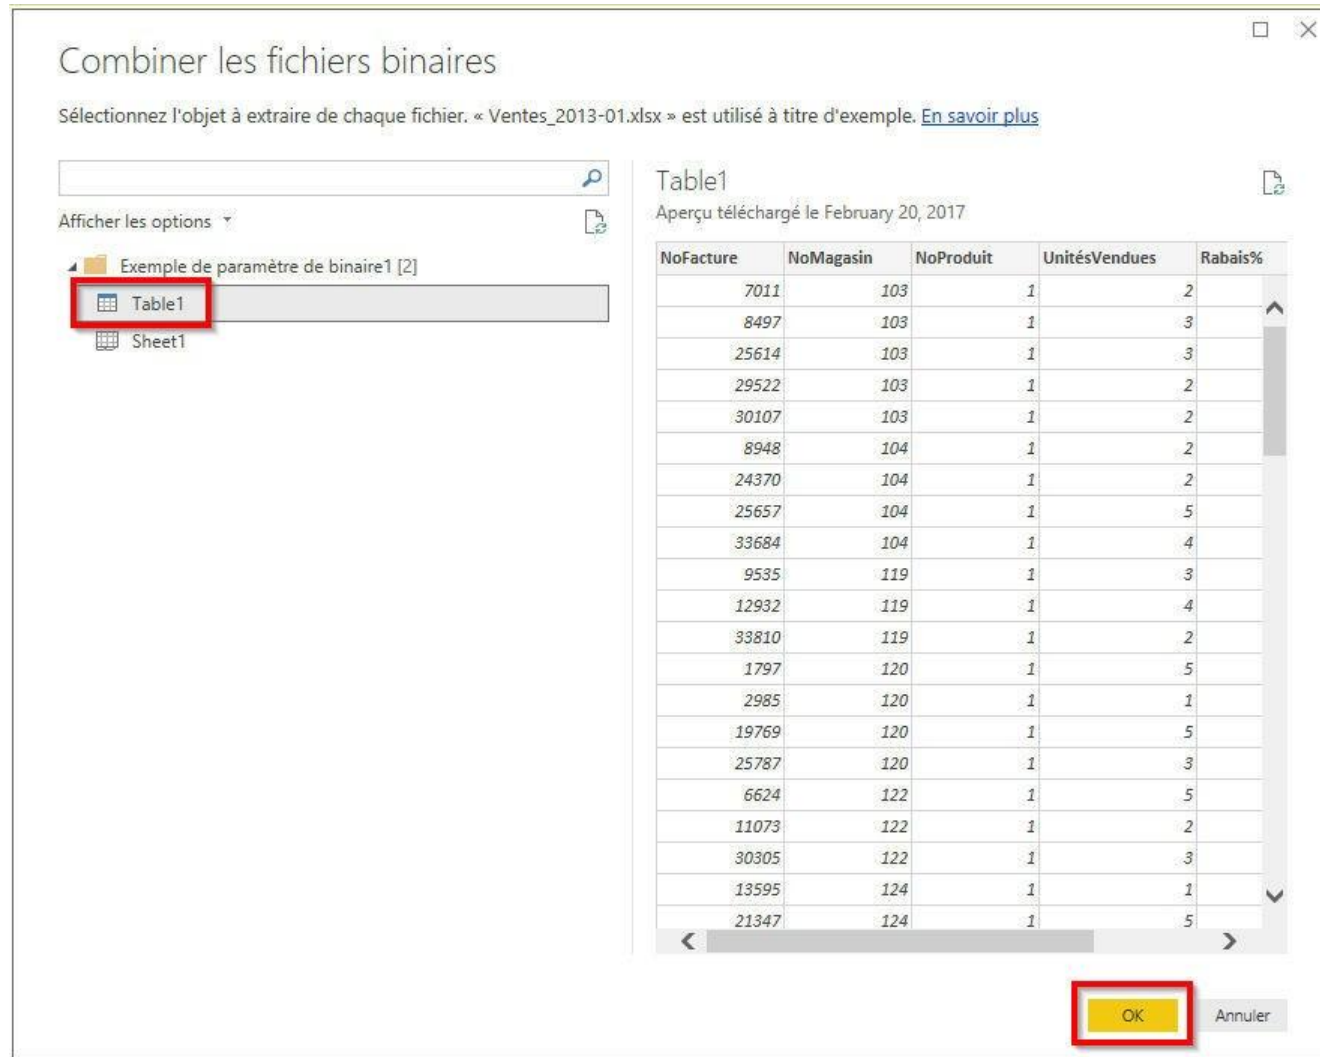 Combiner les fichiers binaires
Sélectionnez l'objet à extraire de chaque fichier. « Ventes_2013-01.xlsx » est utilisé à titre d'exemple. En savoir plus
Afficher les options
Exemple de paramètre de binaire1 [2]
Table1
Sheet1
Table1
Aperçu téléchargé le February 20, 2017
NoFacture NoMagasin NoProduit UnitésVendues Rabais%
7011 103 1 2
8497 103 1 3
25614 103 1 3
29522 103 1 2
30107 103 1 2
8948 104 1 2
24370 104 1 2
25657 104 1 5
33684 104 1 4
9535 119 1 3
12932 119 1 4
33810 119 1 2
1797 120 1 5
2985 120 1 1
19769 120 1 5
25787 120 1 3
6624 122 1 5
11073 122 1 2
30305 122 1 3
13595 124 1 1
21347 124 1 5
OK Annuler